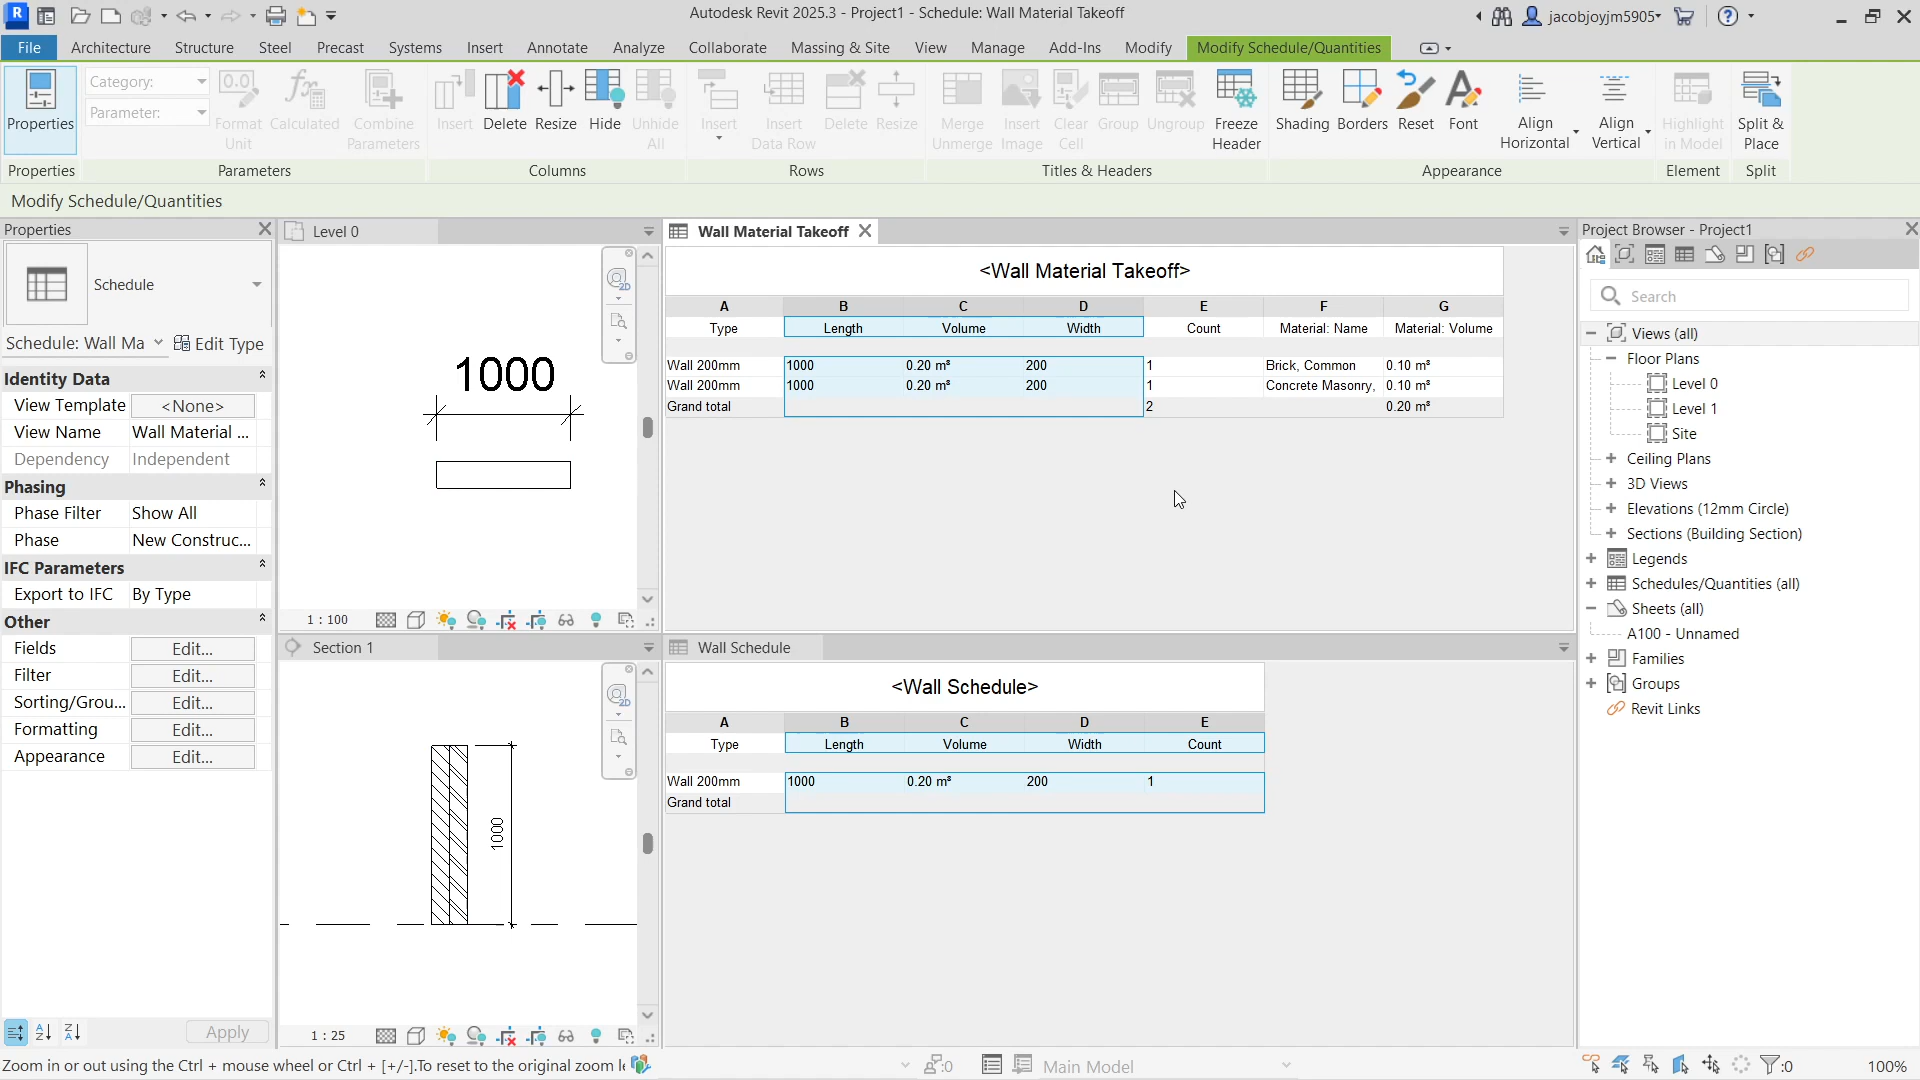 Autodesk Revit 2025.3 - Project1 - Schedule: Wall Material Takeoff
jacobjoyjm5905
File Architecture Structure Steel Precast Systems Insert Annotate Analyze Collaborate Massing & Site View Manage Add-Ins Modify Modify Schedule/Quantities
Properties
Category:
Parameter:
Format Unit
Calculated
Combine Parameters
Insert
Delete
Resize
Hide
Unhide All
Insert
Insert Data Row
Delete
Resize
Merge Unmerge
Insert Image
Clear Cell
Group
Ungroup
Freeze Header
Shading
Borders
Reset
Font
Align Horizontal
Align Vertical
Highlight in Model
Split & Place
Properties Parameters Columns Rows Titles & Headers Appearance Element Split
Modify Schedule/Quantities
Properties
Schedule
Schedule: Wall Ma
Edit Type
Identity Data
View Template <None>
View Name Wall Material ...
Dependency Independent
Phasing
Phase Filter Show All
Phase New Construc...
IFC Parameters
Export to IFC By Type
Other
Fields Edit...
Filter Edit...
Sorting/Grou... Edit...
Formatting Edit...
Appearance Edit...
Apply
Level 0
2D
1000
1 : 100
Section 1
2D
1000
1 : 25
Wall Material Takeoff
<Wall Material Takeoff>
A B C D E F G
Type Length Volume Width Count Material: Name Material: Volume
Wall 200mm 1000 0.20 m³ 200 1 Brick, Common 0.10 m³
Wall 200mm 1000 0.20 m³ 200 1 Concrete Masonry, 0.10 m³
Grand total 2 0.20 m³
Wall Schedule
<Wall Schedule>
A B C D E
Type Length Volume Width Count
Wall 200mm 1000 0.20 m³ 200 1
Grand total
Project Browser - Project1
Search
Views (all)
Floor Plans
Level 0
Level 1
Site
Ceiling Plans
3D Views
Elevations (12mm Circle)
Sections (Building Section)
Legends
Schedules/Quantities (all)
Sheets (all)
A100 - Unnamed
Families
Groups
Revit Links
Zoom in or out using the Ctrl + mouse wheel or Ctrl + [+/-].To reset to the original zoom le
:0
Main Model
:0
100%